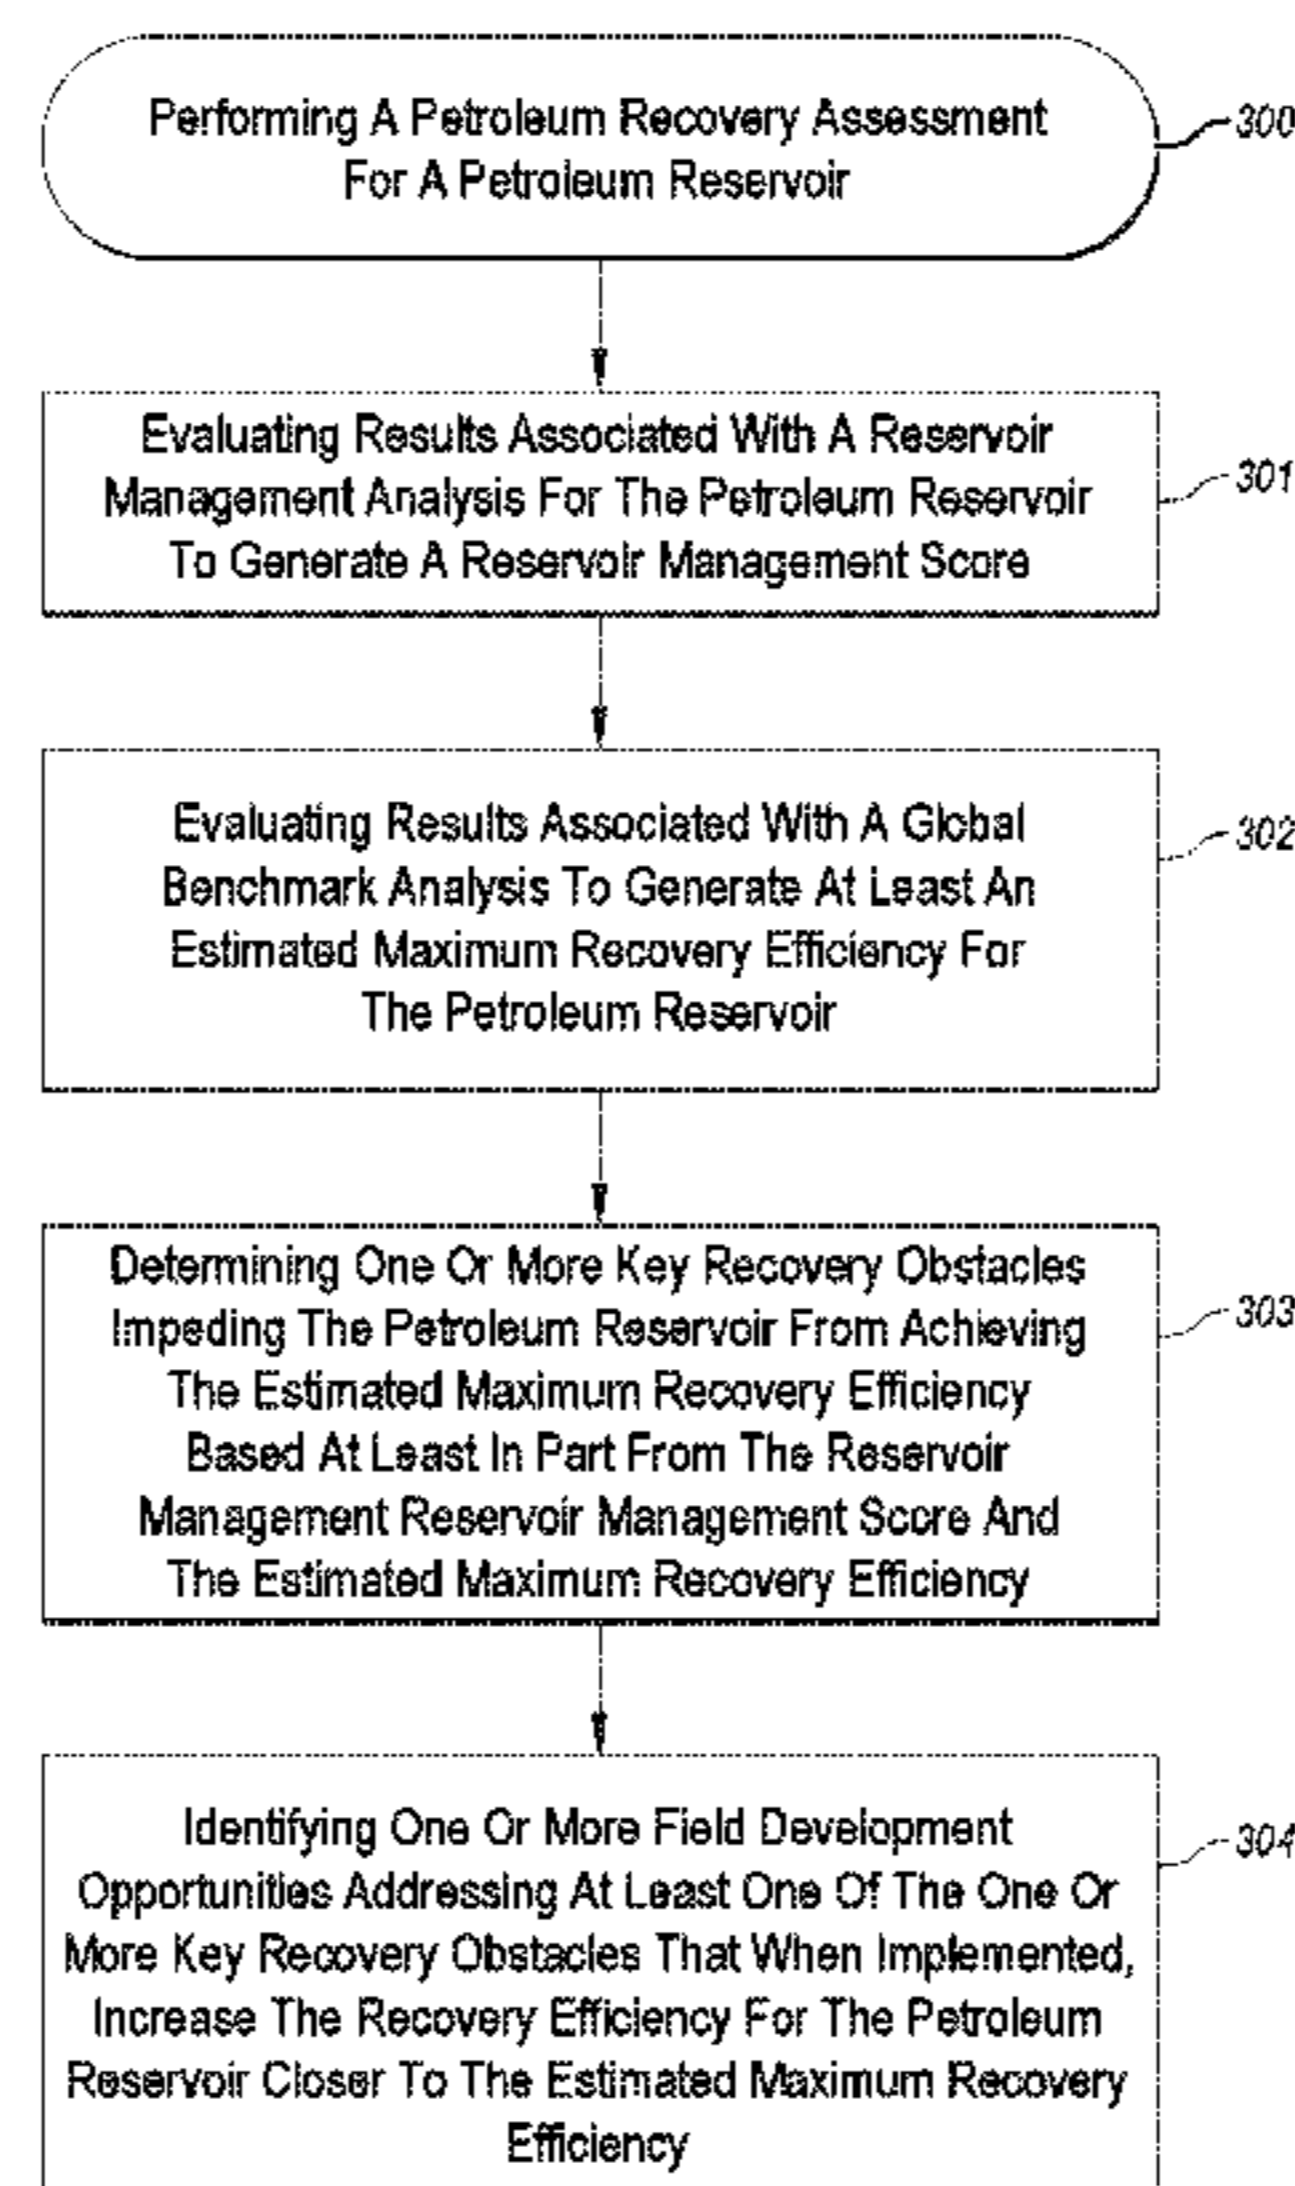 Performing A Petroleum Recovery Assessment
For A Petroleum Reservoir
300
Evaluating Results Associated With A Reservoir
Management Analysis For The Petroleum Reservoir
To Generate A Reservoir Management Score
301
Evaluating Results Associated With A Global
Benchmark Analysis To Generate At Least An
Estimated Maximum Recovery Efficiency For
The Petroleum Reservoir
302
Determining One Or More Key Recovery Obstacles
Impeding The Petroleum Reservoir From Achieving
The Estimated Maximum Recovery Efficiency
Based At Least In Part From The Reservoir
Management Reservoir Management Score And
The Estimated Maximum Recovery Efficiency
303
Identifying One Or More Field Development
Opportunities Addressing At Least One Of The One Or
More Key Recovery Obstacles That When Implemented,
Increase The Recovery Efficiency For The Petroleum
Reservoir Closer To The Estimated Maximum Recovery
Efficiency
304